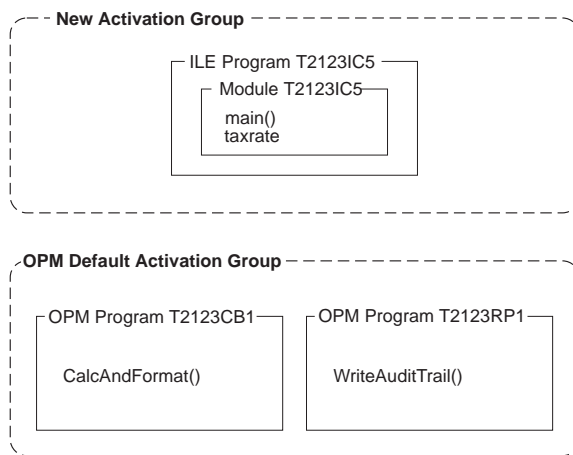 New Activation Group
ILE Program T2123IC5
Module T2123IC5
main()
taxrate
OPM Default Activation Group
OPM Program T2123CB1
OPM Program T2123RP1
CalcAndFormat()
WriteAuditTrail()